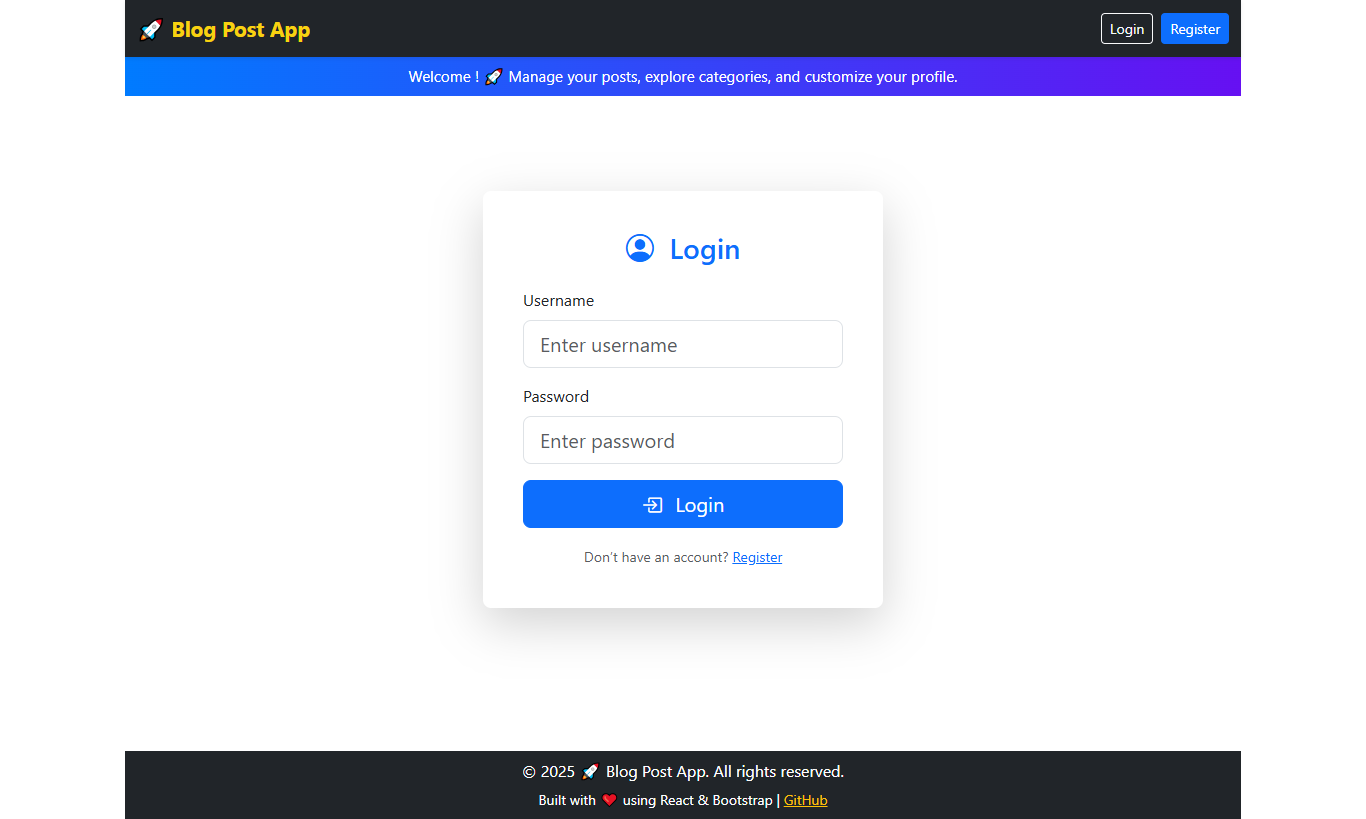 🚀 Blog Post App
Login
Register
Welcome ! 🚀 Manage your posts, explore categories, and customize your profile.
Login
Username
Enter username
Password
Enter password
Login
Don't have an account? Register
© 2025 🚀 Blog Post App. All rights reserved.
Built with ❤️ using React & Bootstrap | GitHub